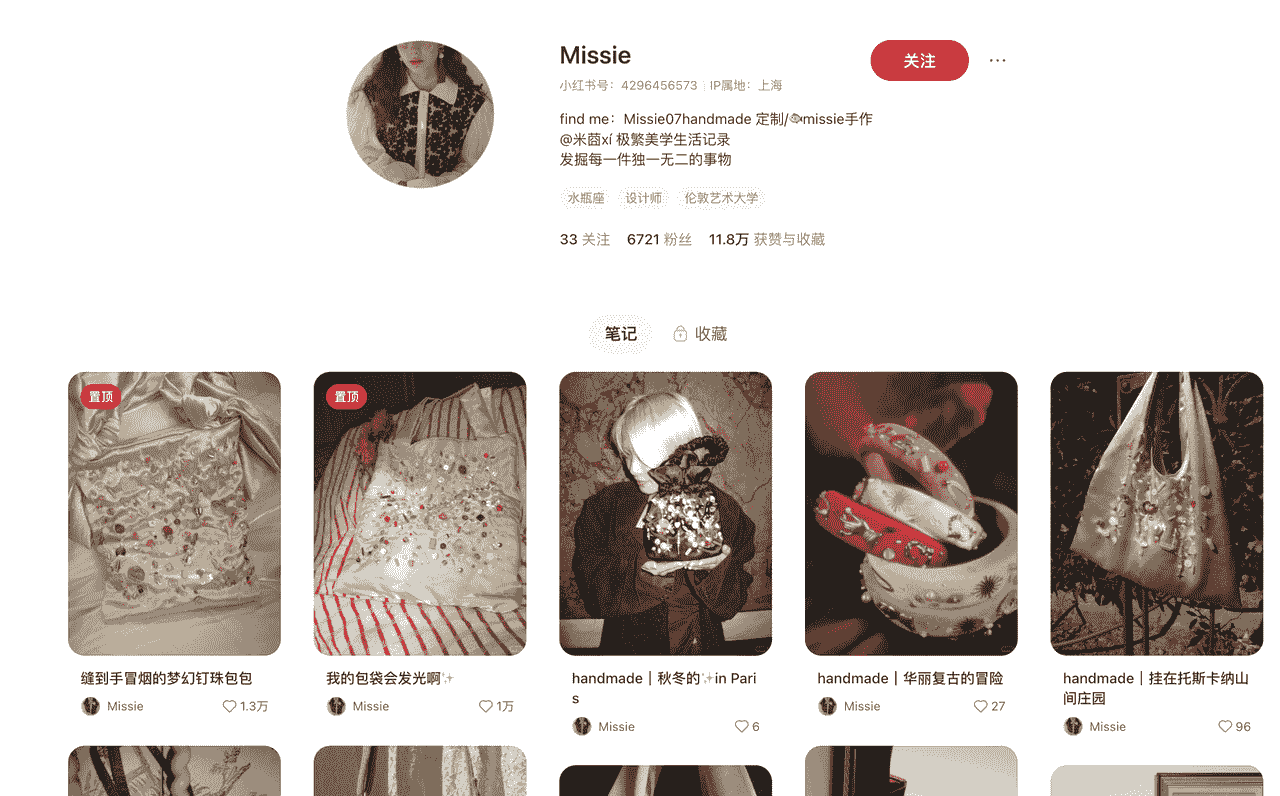 Missie
关注
小红书号：4296456573 IP属地：上海
find me：Missie07handmade 定制/🐑missie手作
@米茴xí 极繁美学生活记录
发掘每一件独一无二的事物
水瓶座 设计师 伦敦艺术大学
33 关注 6721 粉丝 11.8万 获赞与收藏
笔记 收藏
置顶
缝到手冒烟的梦幻钉珠包包
Missie 1.3万
置顶
我的包袋会发光啊✨
Missie 1万
handmade｜秋冬的✨in Pari
s
Missie 6
handmade｜华丽复古的冒险
Missie 27
handmade｜挂在托斯卡纳山
间庄园
Missie 96